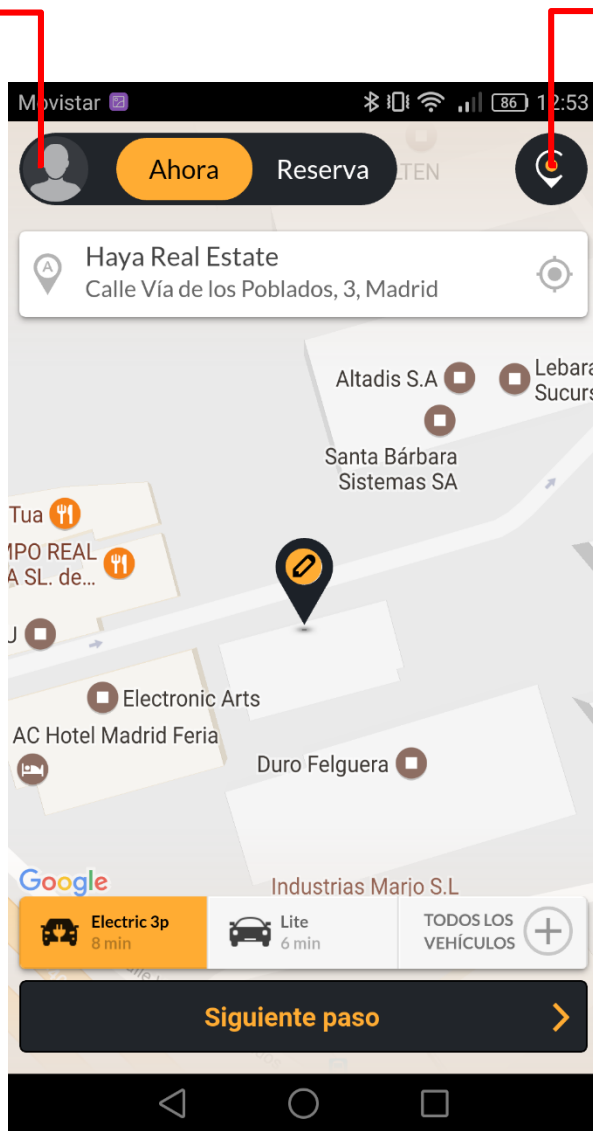 Movistar 86 12:53
Ahora Reserva LTEN
A Haya Real Estate
Calle Vía de los Poblados, 3, Madrid
Altadis S.A
Lebara
Sucurs
Santa Bárbara
Sistemas SA
Tua
MPO REAL
A SL. de...
U
Electronic Arts
AC Hotel Madrid Feria
Duro Felguera
Google
Industrias Marjo S.L
Electric 3p
8 min
Lite
6 min
TODOS LOS
VEHÍCULOS
Siguiente paso